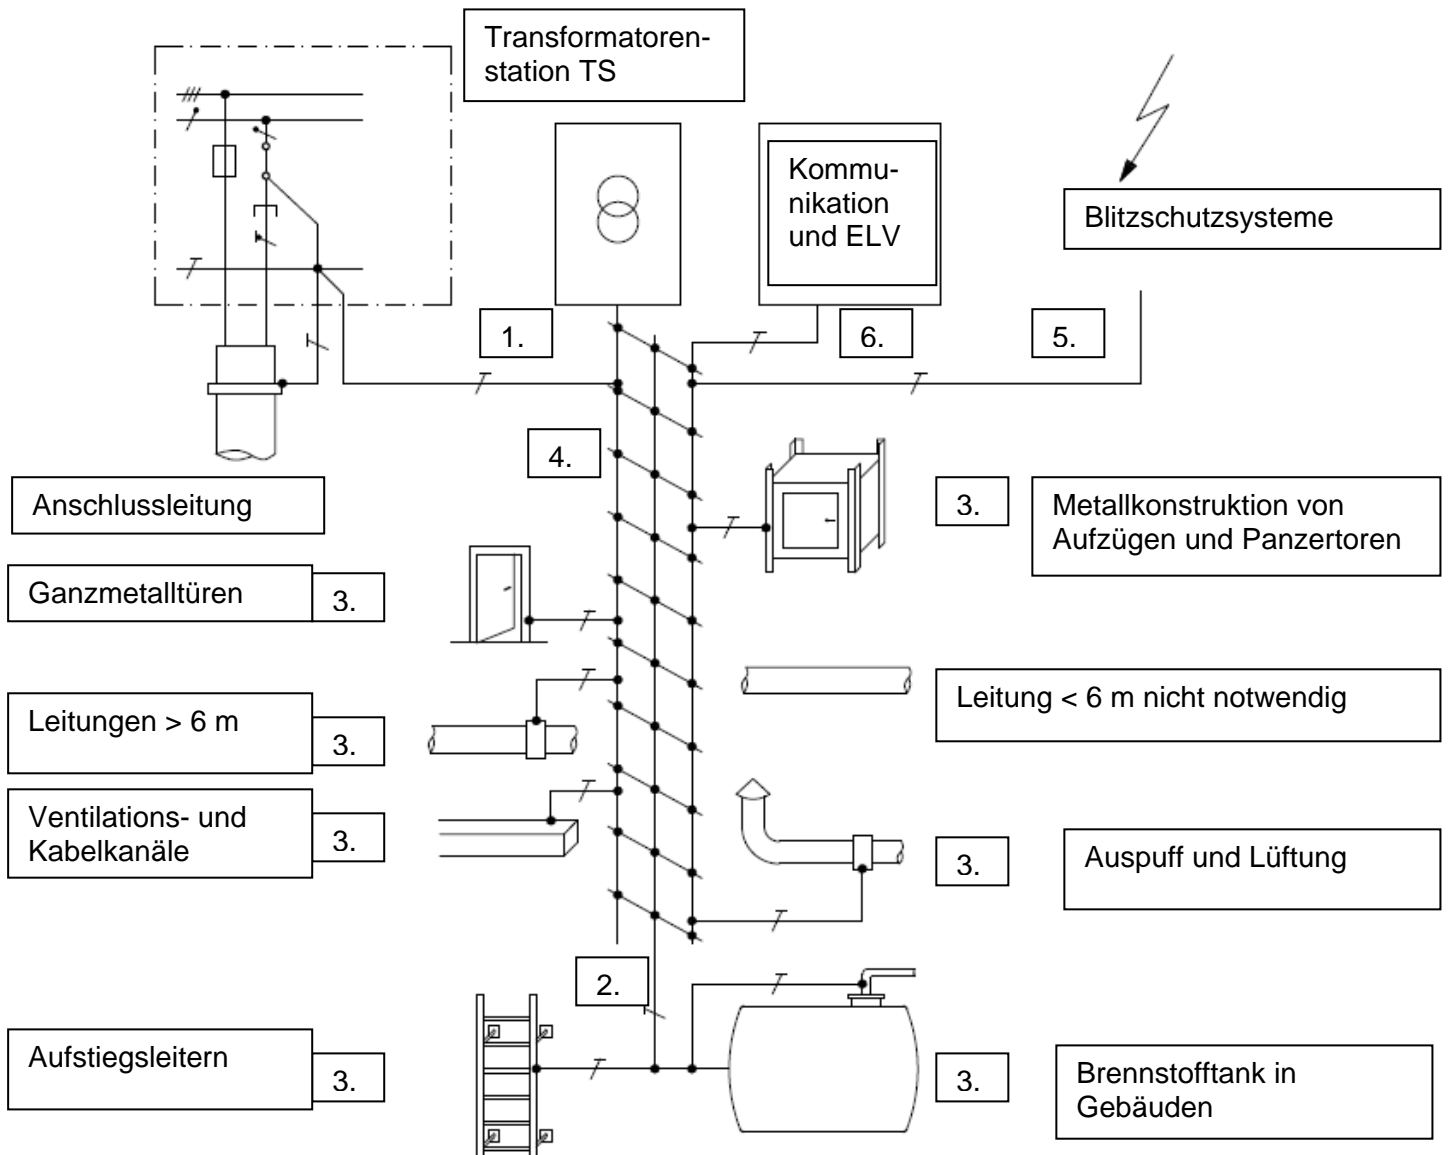 Transformatoren-
station TS
Kommu-
nikation
und ELV
Blitzschutzsysteme
1.
6.
5.
4.
Anschlussleitung
3.
Metallkonstruktion von
Aufzügen und Panzertoren
Ganzmetalltüren
3.
Leitung < 6 m nicht notwendig
Leitungen > 6 m
3.
Ventilations- und
Kabelkanäle
3.
3.
Auspuff und Lüftung
2.
Aufstiegsleitern
3.
3.
Brennstofftank in
Gebäuden